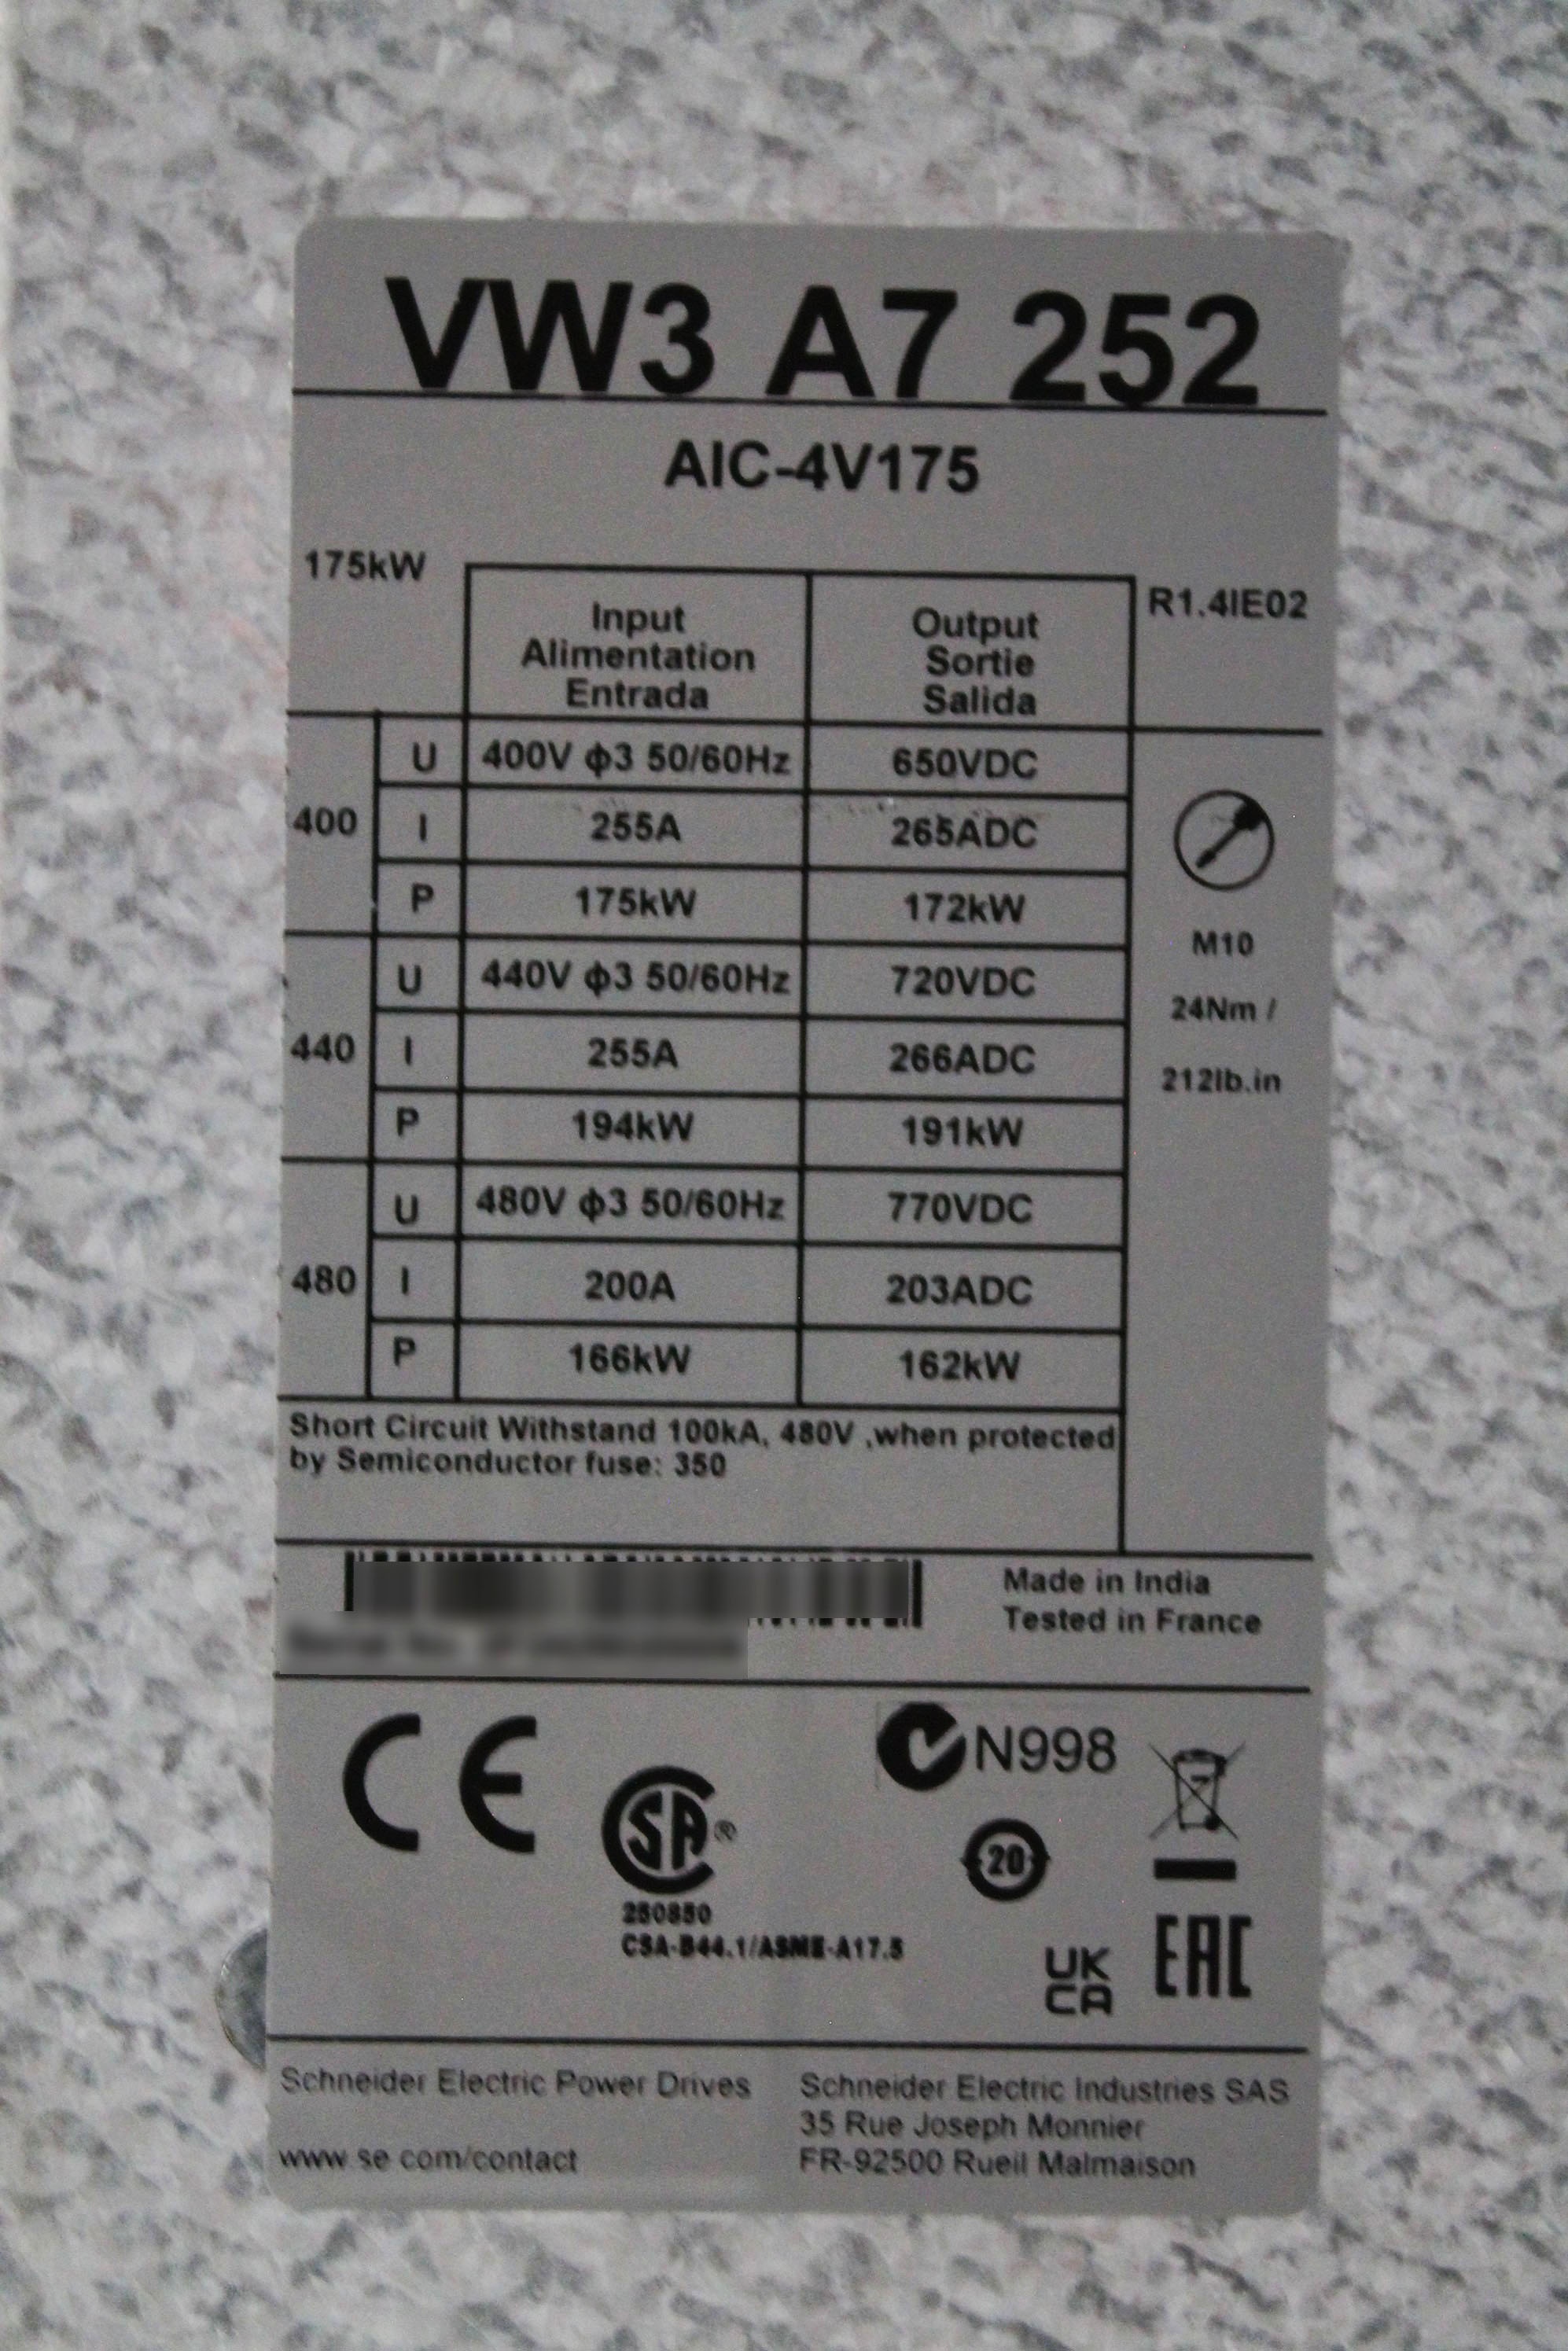 VW3 A7 252
AIC-4V175
175kW
Input
Alimentation
Entrada
Output
Sortie
Salida
R1.4IE02
400
U 400V ϕ3 50/60Hz 650VDC
I 255A 265ADC
P 175kW 172kW
440
U 440V ϕ3 50/60Hz 720VDC
I 255A 266ADC
P 194kW 191kW
480
U 480V ϕ3 50/60Hz 770VDC
I 200A 203ADC
P 166kW 162kW
M10
24Nm /
212lb.in
Short Circuit Withstand 100kA, 480V ,when protected
by Semiconductor fuse: 350
Made in India
Tested in France
CE
SA®
250850
CSA-B44.1/ASME-A17.5
N998
20
UK
CA
EAC
Schneider Electric Power Drives
www.se.com/contact
Schneider Electric Industries SAS
35 Rue Joseph Monnier
FR-92500 Rueil Malmaison